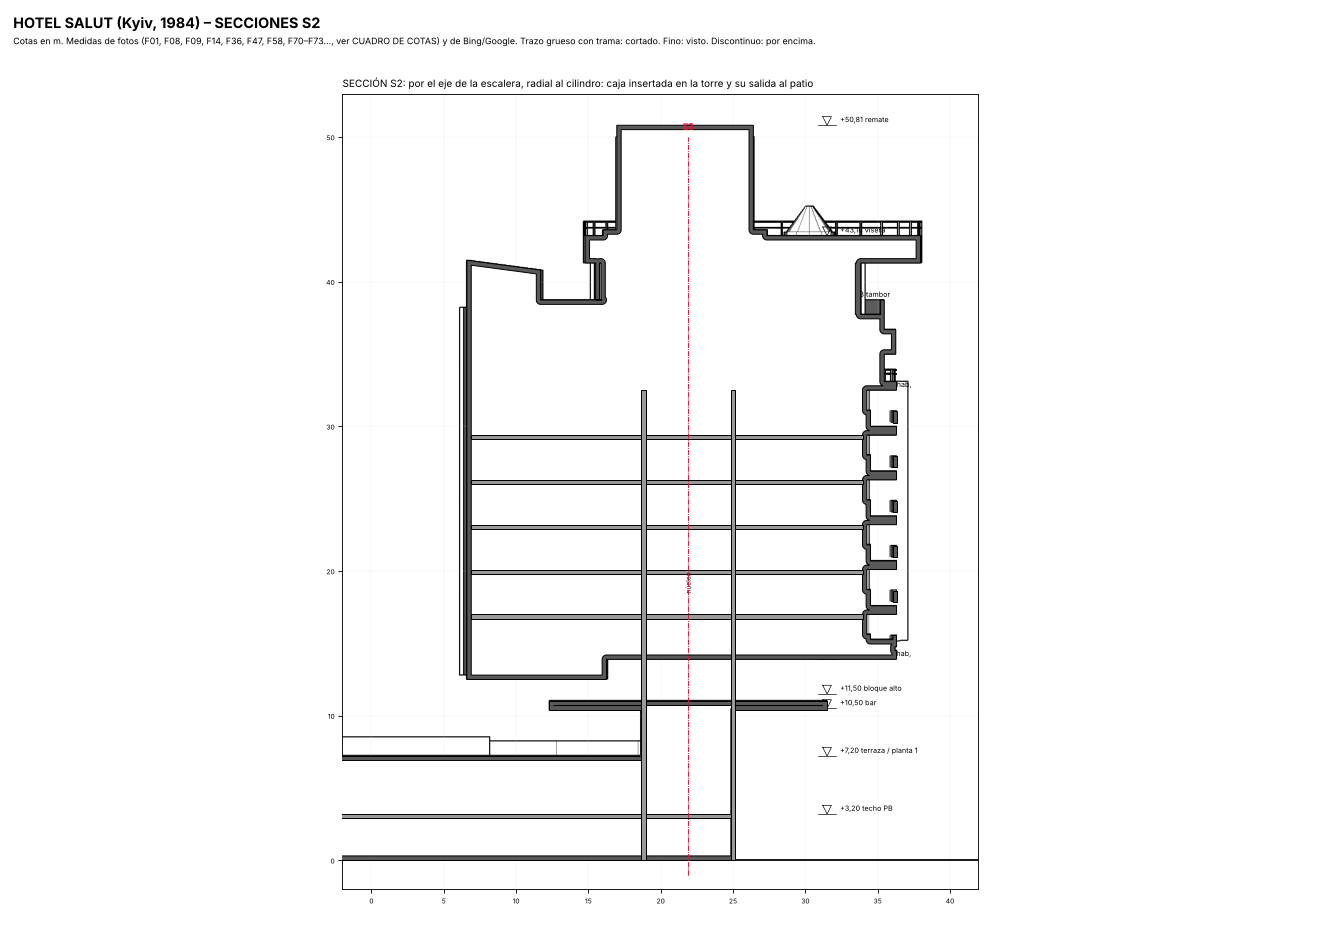 HOTEL SALUT (Kyiv, 1984) – SECCIONES S2
Cotas en m. Medidas de fotos (F01, F08, F09, F14, F36, F47, F58, F70–F73..., ver CUADRO DE COTAS) y de Bing/Google. Trazo grueso con trama: cortado. Fino: visto. Discontinuo: por encima.
SECCIÓN S2: por el eje de la escalera, radial al cilindro: caja insertada en la torre y su salida al patio
+50,81 remate
50
visera
40
tambor
hab,
30
20
núcleo
hab,
+11,50 bloque alto
+10,50 bar
10
+7,20 terraza / planta 1
+3,20 techo PB
0
0 5 10 15 20 25 30 35 40